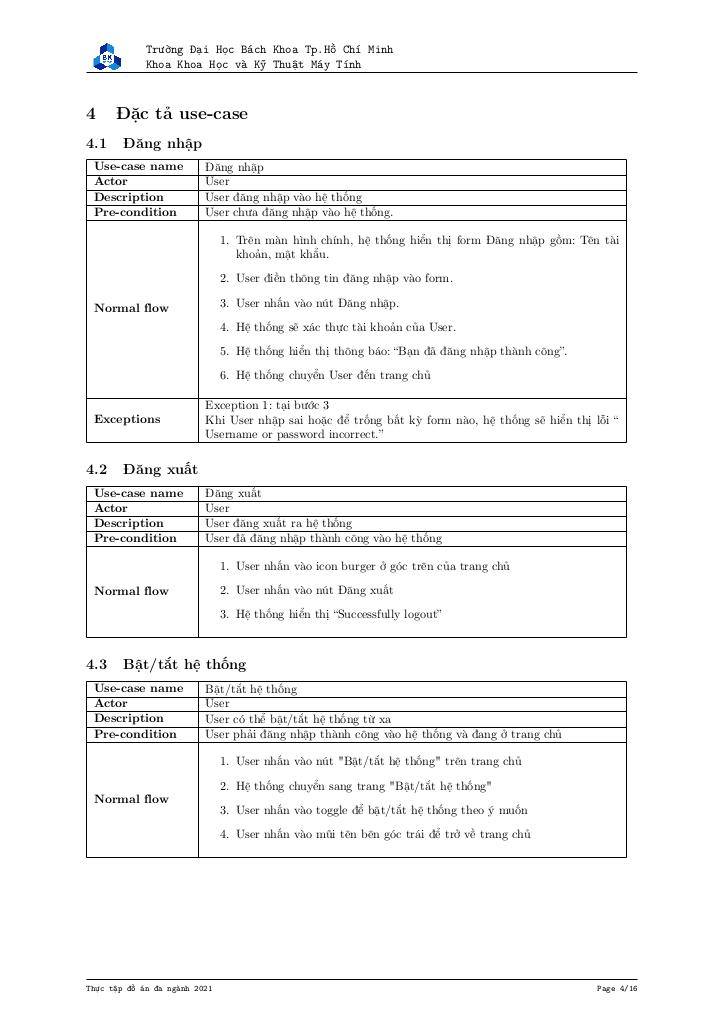 BK
Trường Đại Học Bách Khoa Tp.Hồ Chí Minh
Khoa Khoa Học và Kỹ Thuật Máy Tính
4 Đặc tả use-case
4.1 Đăng nhập
Use-case name Đăng nhập
Actor User
Description User đăng nhập vào hệ thống
Pre-condition User chưa đăng nhập vào hệ thống.
Normal flow
1. Trên màn hình chính, hệ thống hiển thị form Đăng nhập gồm: Tên tài
khoản, mật khẩu.
2. User điền thông tin đăng nhập vào form.
3. User nhấn vào nút Đăng nhập.
4. Hệ thống sẽ xác thực tài khoản của User.
5. Hệ thống hiển thị thông báo: “Bạn đã đăng nhập thành công”.
6. Hệ thống chuyển User đến trang chủ
Exceptions
Exception 1: tại bước 3
Khi User nhập sai hoặc để trống bất kỳ form nào, hệ thống sẽ hiển thị lỗi “
Username or password incorrect.”
4.2 Đăng xuất
Use-case name Đăng xuất
Actor User
Description User đăng xuất ra hệ thống
Pre-condition User đã đăng nhập thành công vào hệ thống
Normal flow
1. User nhấn vào icon burger ở góc trên của trang chủ
2. User nhấn vào nút Đăng xuất
3. Hệ thống hiển thị “Successfully logout”
4.3 Bật/tắt hệ thống
Use-case name Bật/tắt hệ thống
Actor User
Description User có thể bật/tắt hệ thống từ xa
Pre-condition User phải đăng nhập thành công vào hệ thống và đang ở trang chủ
Normal flow
1. User nhấn vào nút "Bật/tắt hệ thống" trên trang chủ
2. Hệ thống chuyển sang trang "Bật/tắt hệ thống"
3. User nhấn vào toggle để bật/tắt hệ thống theo ý muốn
4. User nhấn vào mũi tên bên góc trái để trở về trang chủ
Thực tập đồ án đa ngành 2021 Page 4/16